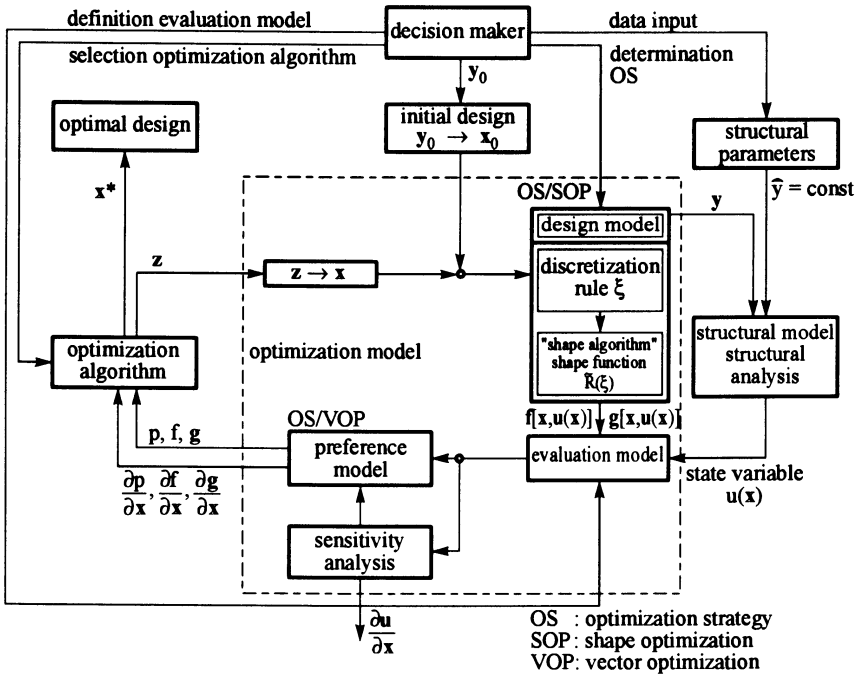 definition evaluation model
decision maker
data input
selection optimization algorithm
determination
OS
y₀
optimal design
initial design
y₀ → x₀
structural
parameters
x*
OS/SOP
ŷ = const
design model
y
z
z → x
discretization
rule ξ
optimization
algorithm
optimization model
"shape algorithm"
shape function
R̃(ξ)
structural model
structural
analysis
OS/VOP
f[x,u(x)] g[x,u(x)]
p, f, g
preference
model
evaluation model
∂p/∂x, ∂f/∂x, ∂g/∂x
state variable
u(x)
sensitivity
analysis
∂u/∂x
OS : optimization strategy
SOP : shape optimization
VOP : vector optimization